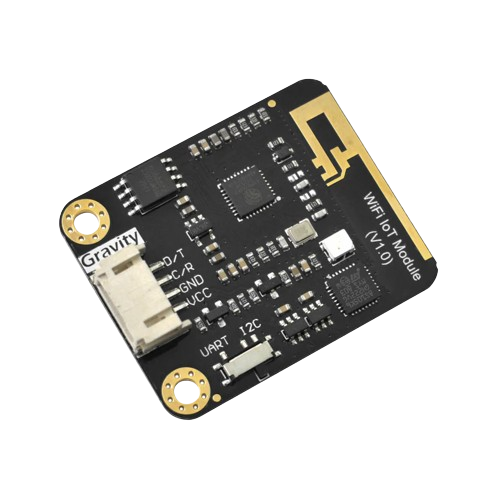 Gravity
D/T
C/R
GND
VCC
UART I2C
WiFi IoT Module
(V1.0)